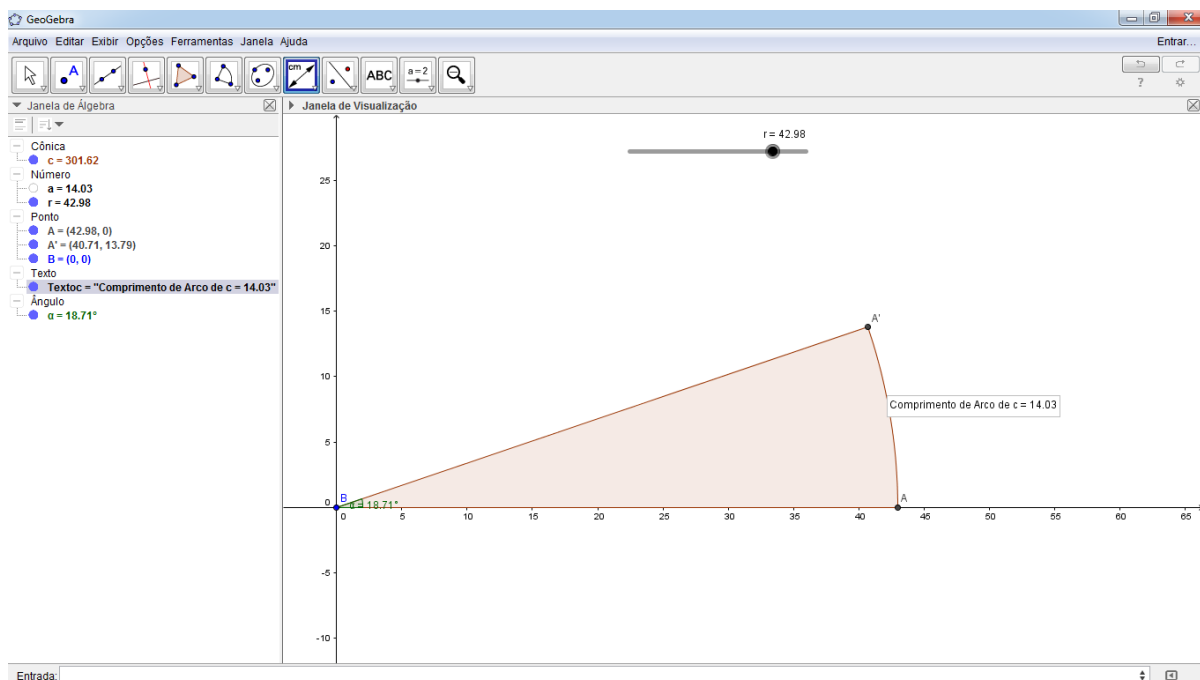 GeoGebra
Arquivo Editar Exibir Opções Ferramentas Janela Ajuda
Entrar...
cm
A
ABC
a=2
?
Janela de Álgebra
Janela de Visualização
Cônica
c = 301.62
Número
a = 14.03
r = 42.98
Ponto
A = (42.98, 0)
A' = (40.71, 13.79)
B = (0, 0)
Texto
Textoc = "Comprimento de Arco de c = 14.03"
Ângulo
α = 18.71°
r = 42.98
25
20
15
10
5
0
-5
-10
A'
Comprimento de Arco de c = 14.03
B
α = 18.71°
A
0 5 10 15 20 25 30 35 40 45 50 55 60 65
Entrada: